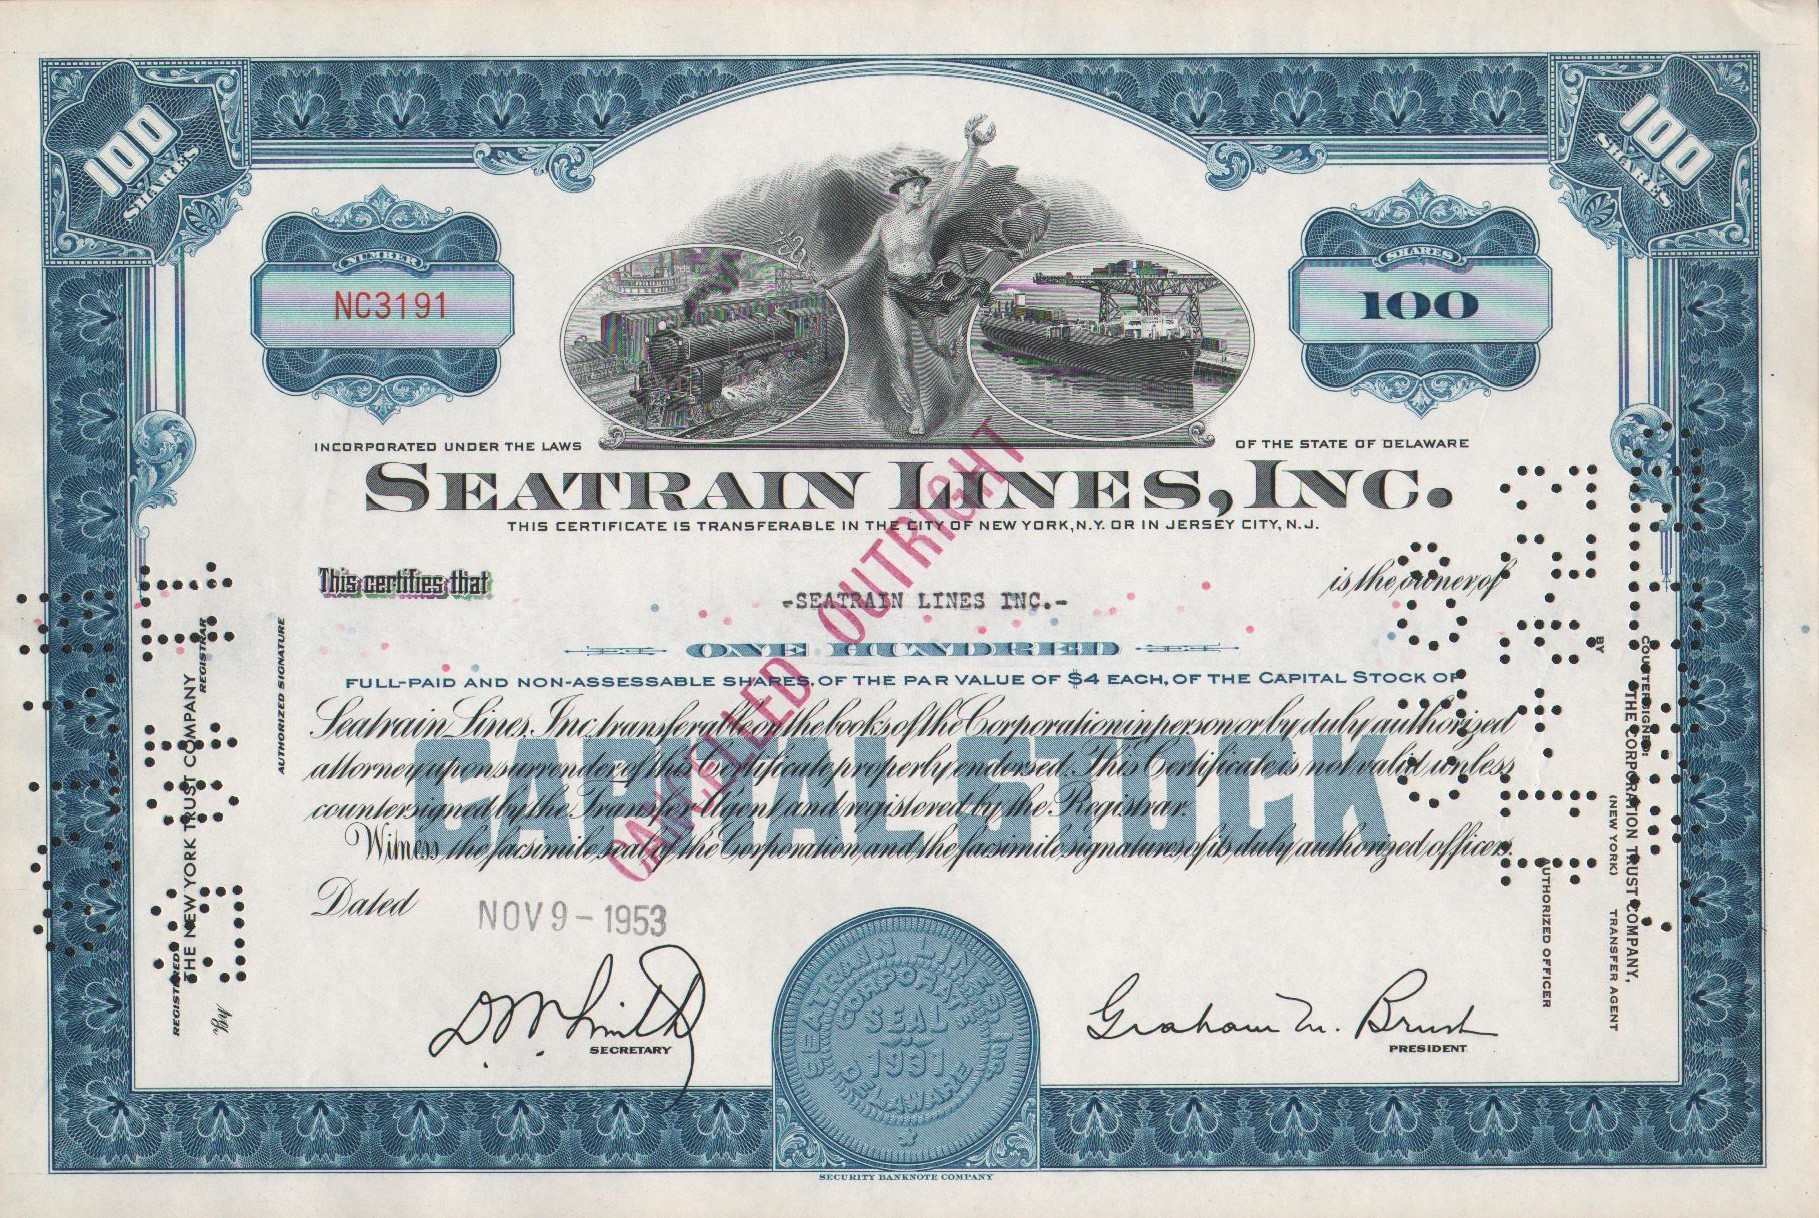 100 SHARES
100 SHARES
NUMBER
NC3191
SHARES
100
INCORPORATED UNDER THE LAWS OF THE STATE OF DELAWARE
SEATRAIN LINES, INC.
THIS CERTIFICATE IS TRANSFERABLE IN THE CITY OF NEW YORK, N.Y. OR IN JERSEY CITY, N.J.
This certifies that -SEATRAIN LINES INC.- is the owner of
ONE HUNDRED
FULL-PAID AND NON-ASSESSABLE SHARES, OF THE PAR VALUE OF $4 EACH, OF THE CAPITAL STOCK OF
Seatrain Lines, Inc. transferable on the books of the Corporation in person or by duly authorized
attorney upon surrender of this Certificate properly endorsed. This Certificate is not valid unless
countersigned by the Transfer Agent and registered by the Registrar.
Witness, the facsimile seal of the Corporation and the facsimile signatures of its duly authorized officers.
CAPITAL STOCK
CANCELLED OUTRIGHT
Dated NOV 9 - 1953
D.M. Smith
SECRETARY
SEATRAIN LINES, INC.
CORPORATE
SEAL
1931
DELAWARE
Graham M. Brush
PRESIDENT
SECURITY BANKNOTE COMPANY
REGISTERED:
THE NEW YORK TRUST COMPANY
REGISTRAR
By
AUTHORIZED SIGNATURE
COUNTERSIGNED:
THE CORPORATION TRUST COMPANY,
(NEW YORK) TRANSFER AGENT
BY
AUTHORIZED OFFICER